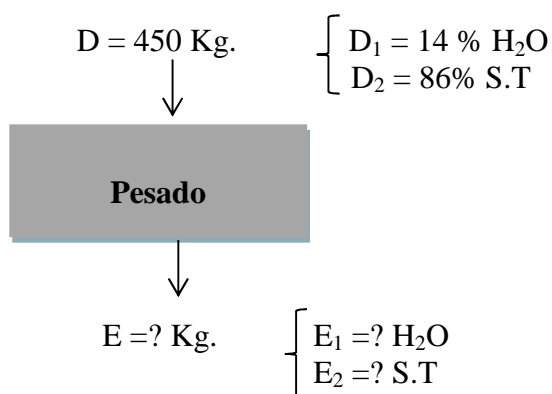 D = 450 Kg. D₁ = 14 % H₂O
D₂ = 86% S.T
Pesado
E =? Kg. E₁ =? H₂O
E₂ =? S.T